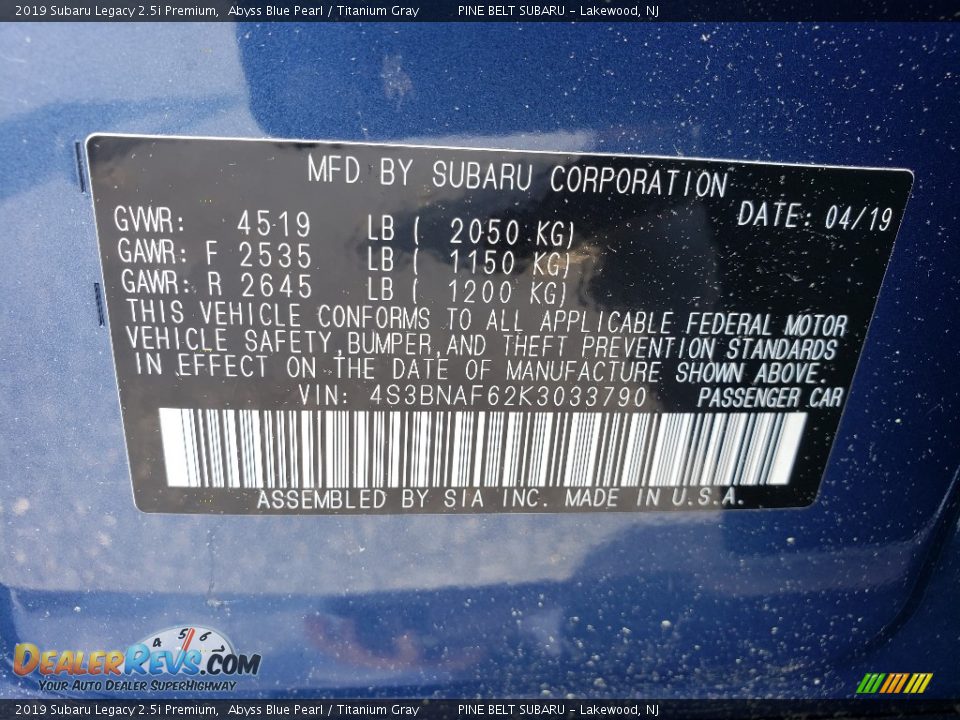 2019 Subaru Legacy 2.5i Premium, Abyss Blue Pearl / Titanium Gray PINE BELT SUBARU - Lakewood, NJ
MFD BY SUBARU CORPORATION
DATE: 04/19
GVWR: 4519 LB ( 2050 KG)
GAWR: F 2535 LB ( 1150 KG)
GAWR: R 2645 LB ( 1200 KG)
THIS VEHICLE CONFORMS TO ALL APPLICABLE FEDERAL MOTOR
VEHICLE SAFETY,BUMPER,AND THEFT PREVENTION STANDARDS
IN EFFECT ON THE DATE OF MANUFACTURE SHOWN ABOVE.
VIN: 4S3BNAF62K3033790 PASSENGER CAR
ASSEMBLED BY SIA INC. MADE IN U.S.A.
4 5 6
DEALERREVS.COM
YOUR AUTO DEALER SUPERHIGHWAY
2019 Subaru Legacy 2.5i Premium, Abyss Blue Pearl / Titanium Gray PINE BELT SUBARU - Lakewood, NJ